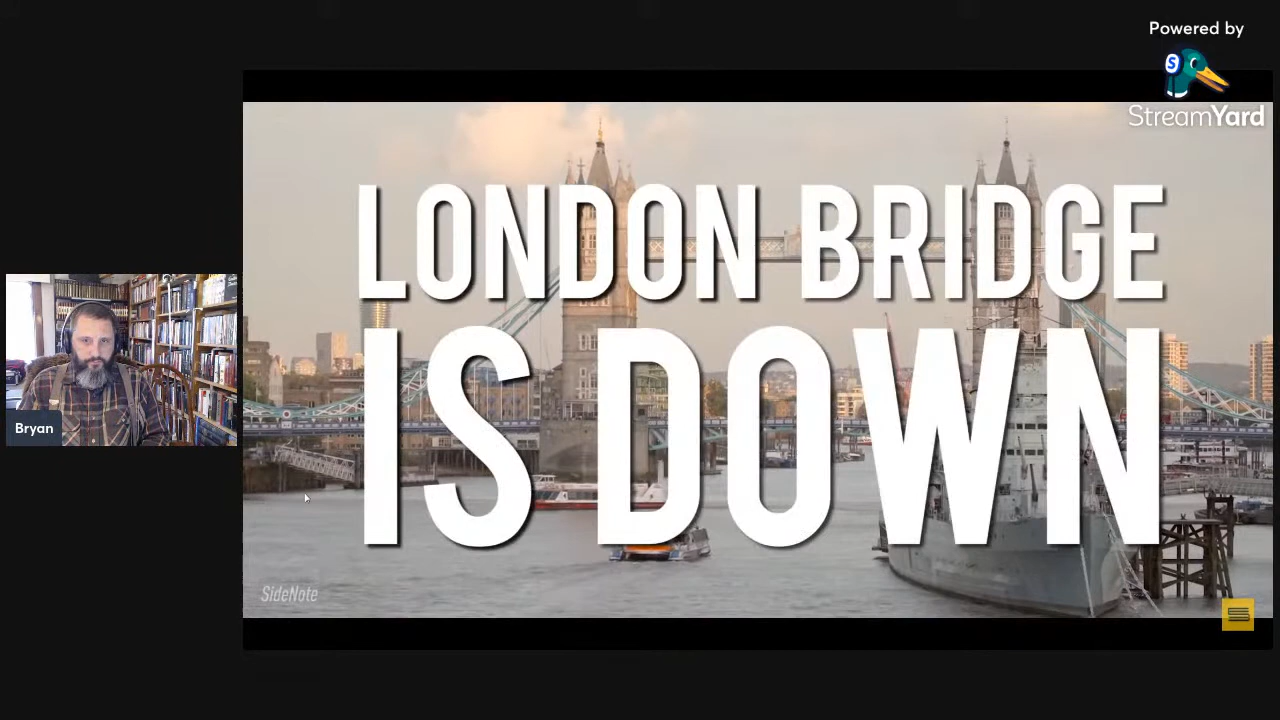 Powered by
S
StreamYard
LONDON BRIDGE
IS DOWN
Bryan
SideNote